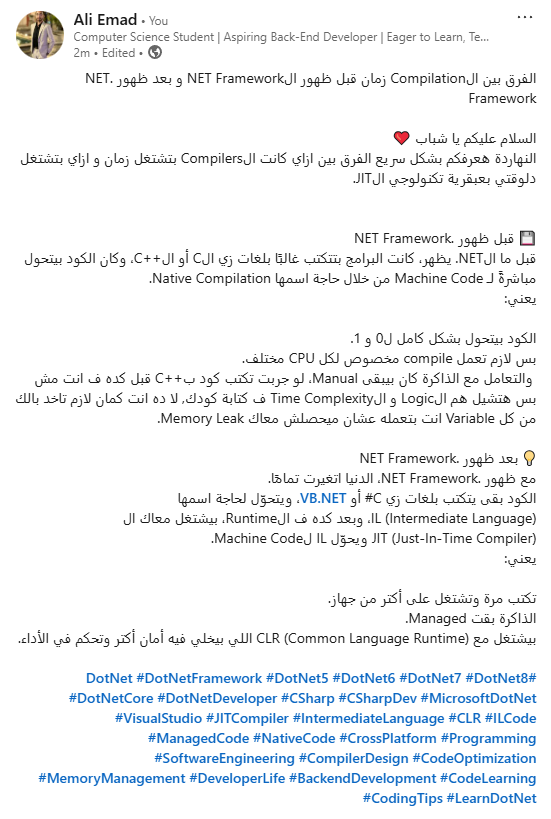 Ali Emad • You
Computer Science Student | Aspiring Back-End Developer | Eager to Learn, Te...
2m • Edited •
الفرق بين الCompilation زمان قبل ظهور الNET Framework و بعد ظهور .NET
Framework
السلام عليكم يا شباب ❤️
النهاردة هعرفكم بشكل سريع الفرق بين ازاي كانت الCompilers بتشتغل زمان و ازاي بتشتغل
دلوقتي بعبقرية تكنولوجي الJIT.
💾 قبل ظهور .NET Framework
قبل ما الNET. يظهر، كانت البرامج بتتكتب غالبًا بلغات زي الC أو الC++، وكان الكود بيتحول
مباشرةً لـ Machine Code من خلال حاجة اسمها Native Compilation.
يعني:
الكود بيتحول بشكل كامل ل0 و 1.
بس لازم تعمل compile مخصوص لكل CPU مختلف.
والتعامل مع الذاكرة كان بيبقى Manual، لو جربت تكتب كود بC++ قبل كده ف انت مش
بس هتشيل هم الLogic و الTime Complexity ف كتابة كودك, لا ده انت كمان لازم تاخد بالك
من كل Variable انت بتعمله عشان ميحصلش معاك Memory Leak.
💡 بعد ظهور .NET Framework
مع ظهور .NET Framework، الدنيا اتغيرت تمامًا.
الكود بقى يتكتب بلغات زي C# أو VB.NET، ويتحوّل لحاجة اسمها
IL (Intermediate Language)، وبعد كده ف الRuntime، بيشتغل معاك ال
JIT (Just-In-Time Compiler) ويحوّل IL لMachine Code.
يعني:
تكتب مرة وتشتغل على أكتر من جهاز.
الذاكرة بقت Managed.
بيشتغل مع CLR (Common Language Runtime) اللي بيخلي فيه أمان أكتر وتحكم في الأداء.
#DotNet #DotNetFramework #DotNet5 #DotNet6 #DotNet7 #DotNet8
#DotNetCore #DotNetDeveloper #CSharp #CSharpDev #MicrosoftDotNet
#VisualStudio #JITCompiler #IntermediateLanguage #CLR #ILCode
#ManagedCode #NativeCode #CrossPlatform #Programming
#SoftwareEngineering #CompilerDesign #CodeOptimization
#MemoryManagement #DeveloperLife #BackendDevelopment #CodeLearning
#CodingTips #LearnDotNet